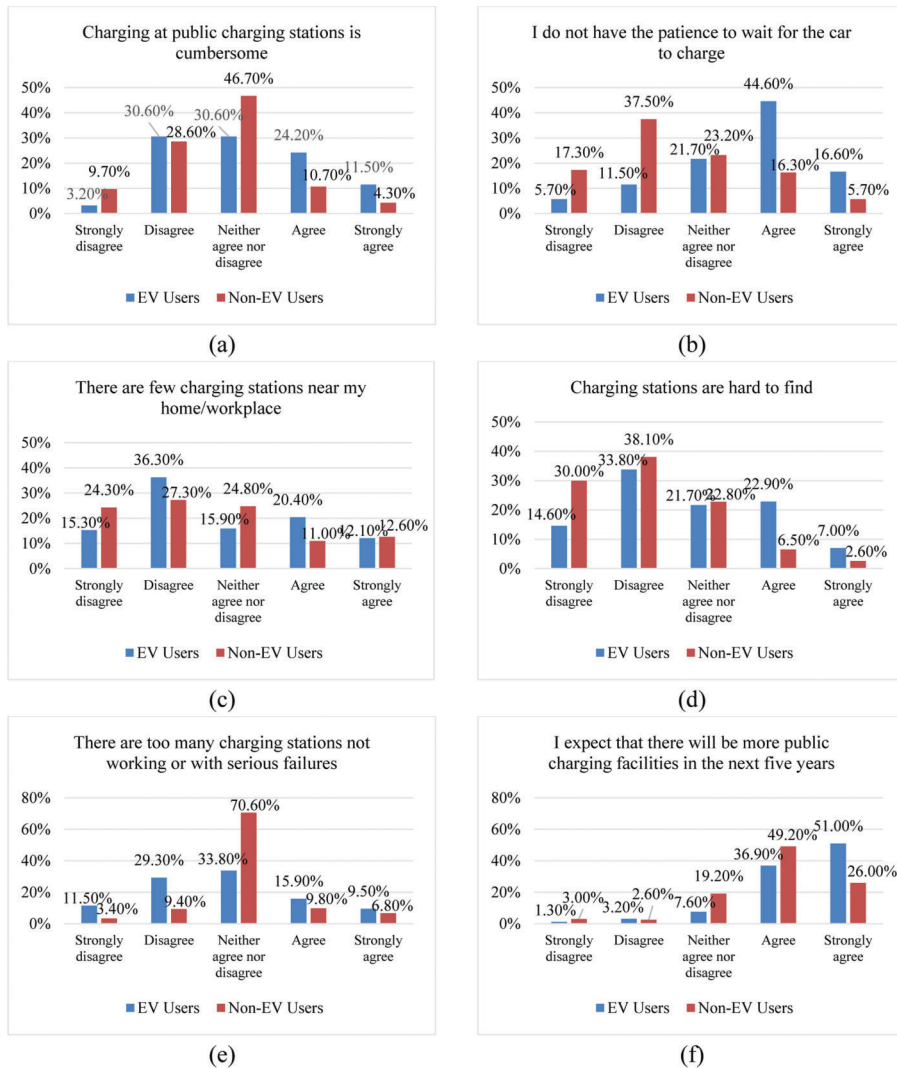 Charging at public charging stations is
cumbersome
50%
40%
30%
20%
10%
0%
3.20%
9.70%
30.60%
28.60%
30.60%
46.70%
24.20%
10.70%
11.50%
4.30%
Strongly
disagree
Disagree
Neither
agree nor
disagree
Agree
Strongly
agree
EV Users
Non-EV Users
(a)
I do not have the patience to wait for the car
to charge
50%
40%
30%
20%
10%
0%
5.70%
17.30%
11.50%
37.50%
21.70%
23.20%
44.60%
16.30%
16.60%
5.70%
Strongly
disagree
Disagree
Neither
agree nor
disagree
Agree
Strongly
agree
EV Users
Non-EV Users
(b)
There are few charging stations near my
home/workplace
50%
40%
30%
20%
10%
0%
15.30%
24.30%
36.30%
27.30%
15.90%
24.80%
20.40%
11.00%
12.10%
12.60%
Strongly
disagree
Disagree
Neither
agree nor
disagree
Agree
Strongly
agree
EV Users
Non-EV Users
(c)
Charging stations are hard to find
50%
40%
30%
20%
10%
0%
14.60%
30.00%
33.80%
38.10%
21.70%
22.80%
22.90%
6.50%
7.00%
2.60%
Strongly
disagree
Disagree
Neither
agree nor
disagree
Agree
Strongly
agree
EV Users
Non-EV Users
(d)
There are too many charging stations not
working or with serious failures
80%
60%
40%
20%
0%
11.50%
3.40%
29.30%
9.40%
33.80%
70.60%
15.90%
9.80%
9.50%
6.80%
Strongly
disagree
Disagree
Neither
agree nor
disagree
Agree
Strongly
agree
EV Users
Non-EV Users
(e)
I expect that there will be more public
charging facilities in the next five years
80%
60%
40%
20%
0%
1.30%
3.00%
3.20%
2.60%
7.60%
19.20%
36.90%
49.20%
51.00%
26.00%
Strongly
disagree
Disagree
Neither
agree nor
disagree
Agree
Strongly
agree
EV Users
Non-EV Users
(f)